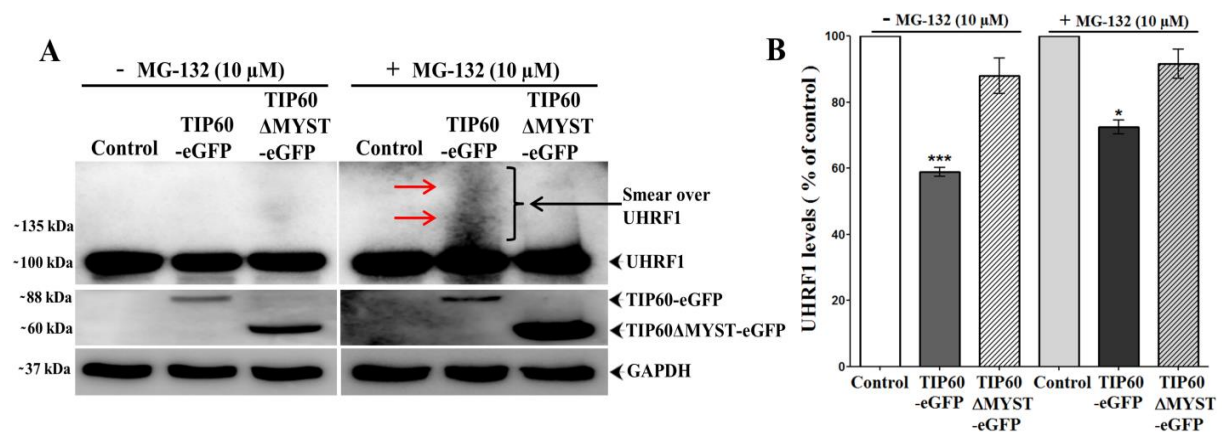 A
- MG-132 (10 µM)
+ MG-132 (10 µM)
Control
TIP60
-eGFP
TIP60
ΔMYST
-eGFP
Control
TIP60
-eGFP
TIP60
ΔMYST
-eGFP
Smear over
UHRF1
-135 kDa
-100 kDa
UHRF1
-88 kDa
TIP60-eGFP
-60 kDa
TIP60ΔMYST-eGFP
-37 kDa
GAPDH
B
- MG-132 (10 µM)
+ MG-132 (10 µM)
UHRF1 levels ( % of control )
100
80
60
40
20
0
***
*
Control
TIP60
-eGFP
TIP60
ΔMYST
-eGFP
Control
TIP60
-eGFP
TIP60
ΔMYST
-eGFP